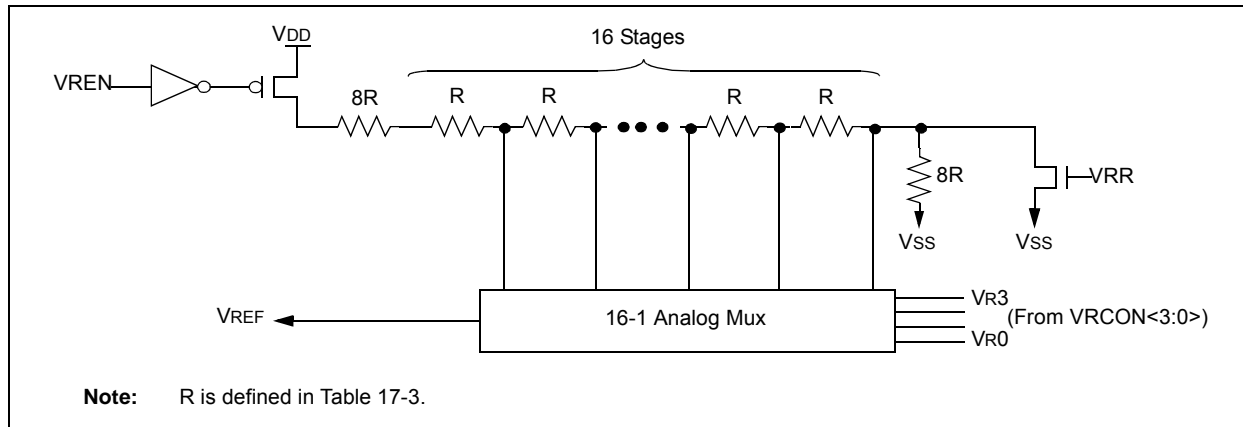 VDD
16 Stages
VREN
8R
R
R
R
R
8R
VRR
VSS
VSS
VREF
16-1 Analog Mux
VR3
(From VRCON<3:0>)
VR0
Note: R is defined in Table 17-3.